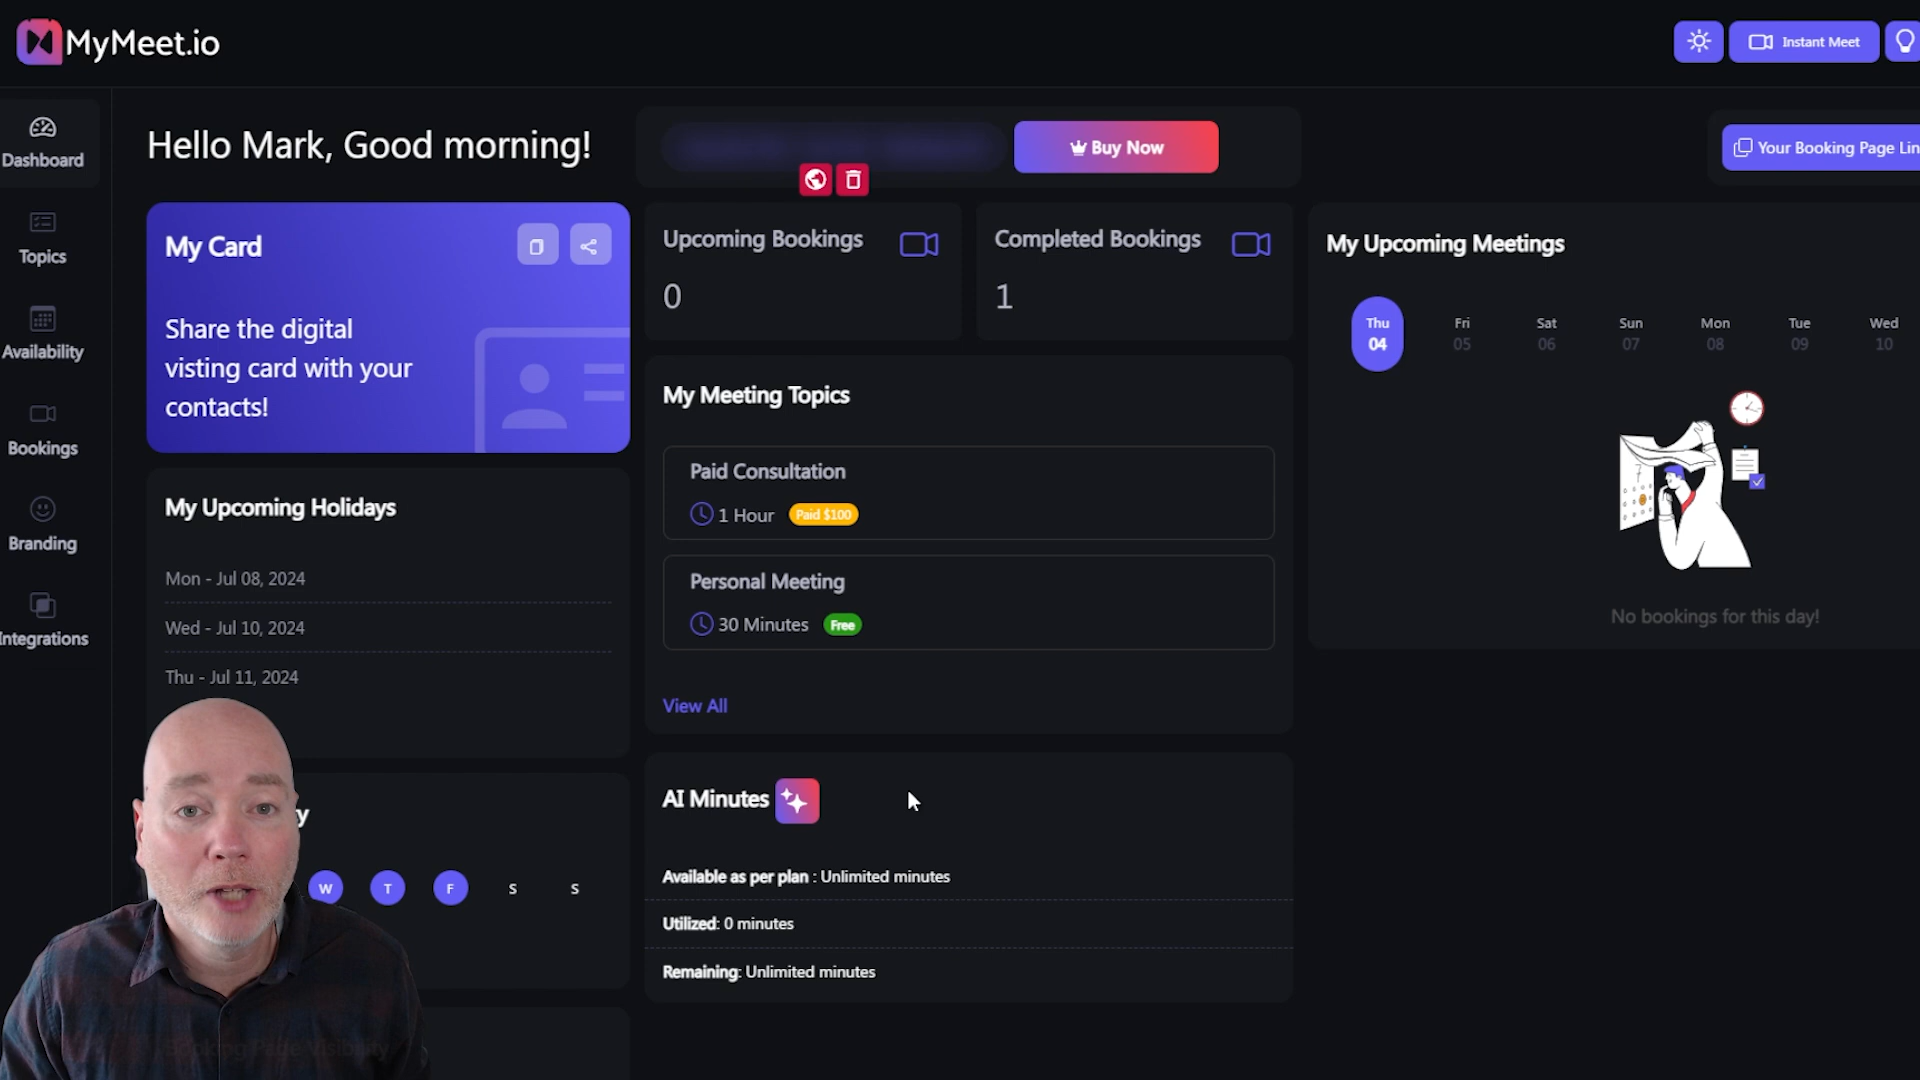 MyMeet.io
Instant Meet
Dashboard
Topics
Availability
Bookings
Branding
Integrations
Hello Mark, Good morning!
Buy Now
Your Booking Page Lin
My Card
Share the digital
visting card with your
contacts!
Upcoming Bookings
0
Completed Bookings
1
My Upcoming Meetings
Thu Fri Sat Sun Mon Tue Wed
04 05 06 07 08 09 10
No bookings for this day!
My Upcoming Holidays
Mon - Jul 08, 2024
Wed - Jul 10, 2024
Thu - Jul 11, 2024
My Meeting Topics
Paid Consultation
1 Hour Paid $100
Personal Meeting
30 Minutes Free
View All
y
W T F S S
AI Minutes
Available as per plan : Unlimited minutes
Utilized: 0 minutes
Remaining: Unlimited minutes
Booking Page Visibility